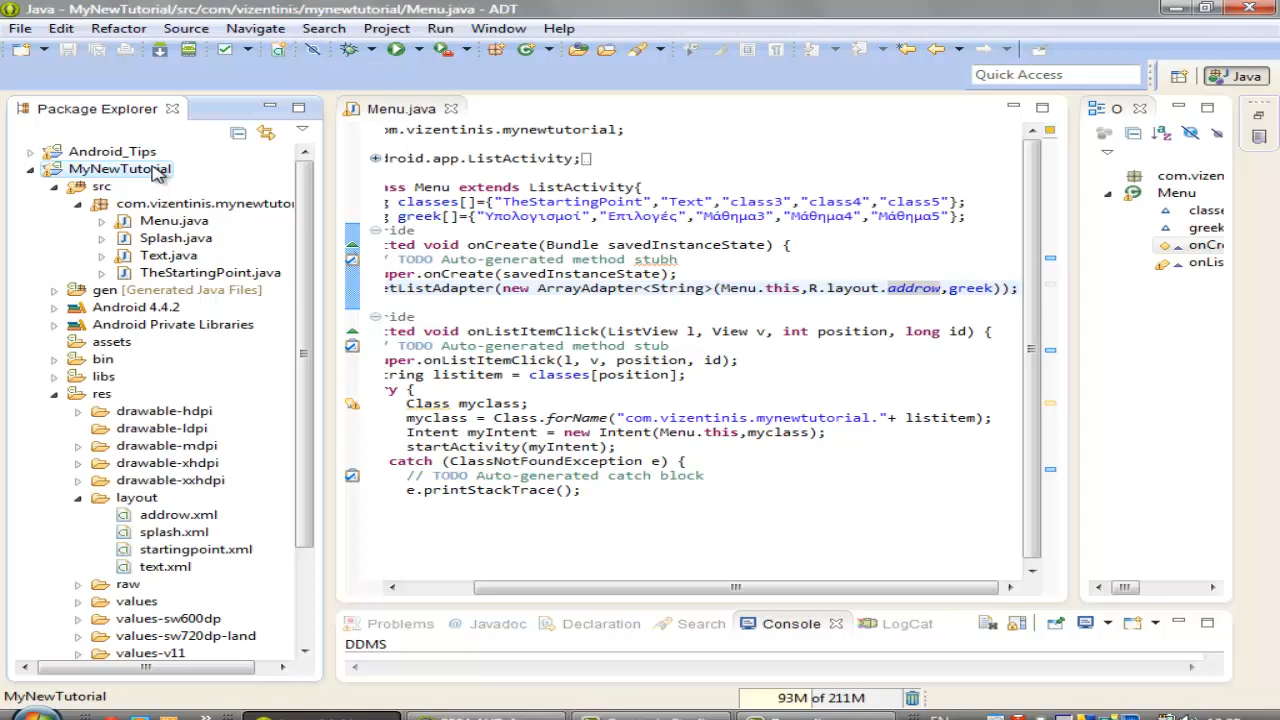 Java - MyNewTutorial/src/com/vizentinis/mynewtutorial/Menu.java - ADT
File Edit Refactor Source Navigate Search Project Run Window Help
Quick Access
Java
Package Explorer
Android_Tips
MyNewTutorial
src
com.vizentinis.mynewtutor
Menu.java
Splash.java
Text.java
TheStartingPoint.java
gen [Generated Java Files]
Android 4.4.2
Android Private Libraries
assets
bin
libs
res
drawable-hdpi
drawable-ldpi
drawable-mdpi
drawable-xhdpi
drawable-xxhdpi
layout
addrow.xml
splash.xml
startingpoint.xml
text.xml
raw
values
values-sw600dp
values-sw720dp-land
values-v11
Menu.java
om.vizentinis.mynewtutorial;
droid.app.ListActivity;
ass Menu extends ListActivity{
g classes[]={"TheStartingPoint","Text","class3","class4","class5"};
g greek[]={"Υπολογισμοί","Επιλογές","Μάθημα3","Μάθημα4","Μάθημα5"};
ide
cted void onCreate(Bundle savedInstanceState) {
/ TODO Auto-generated method stubh
uper.onCreate(savedInstanceState);
etListAdapter(new ArrayAdapter<String>(Menu.this,R.layout.addrow,greek));
ide
cted void onListItemClick(ListView l, View v, int position, long id) {
/ TODO Auto-generated method stub
uper.onListItemClick(l, v, position, id);
tring listitem = classes[position];
ry {
Class myclass;
myclass = Class.forName("com.vizentinis.mynewtutorial."+ listitem);
Intent myIntent = new Intent(Menu.this,myclass);
startActivity(myIntent);
catch (ClassNotFoundException e) {
// TODO Auto-generated catch block
e.printStackTrace();
com.vizen
Menu
classe
greek
onCre
onLis
Problems @ Javadoc Declaration Search Console LogCat
DDMS
MyNewTutorial
93M of 211M